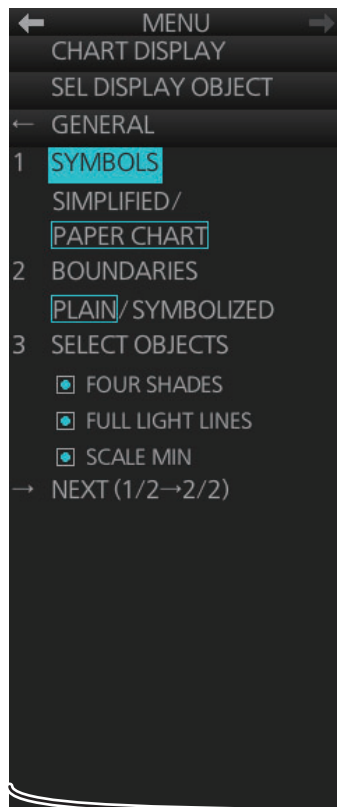 ← MENU →
CHART DISPLAY
SEL DISPLAY OBJECT
← GENERAL
1 SYMBOLS
SIMPLIFIED/
PAPER CHART
2 BOUNDARIES
PLAIN/SYMBOLIZED
3 SELECT OBJECTS
FOUR SHADES
FULL LIGHT LINES
SCALE MIN
→ NEXT (1/2→2/2)